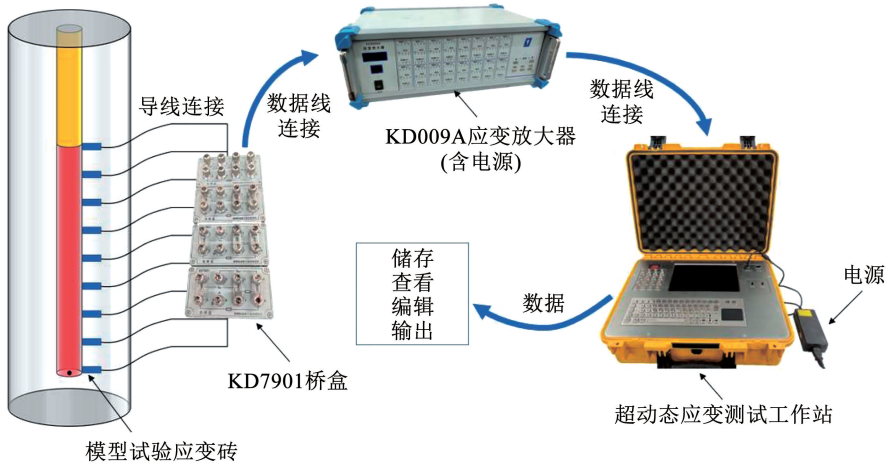 导线连接
数据线
连接
KD009A应变放大器
(含电源)
数据线
连接
储存
查看
编辑
输出
数据
电源
KD7901桥盒
超动态应变测试工作站
模型试验应变砖